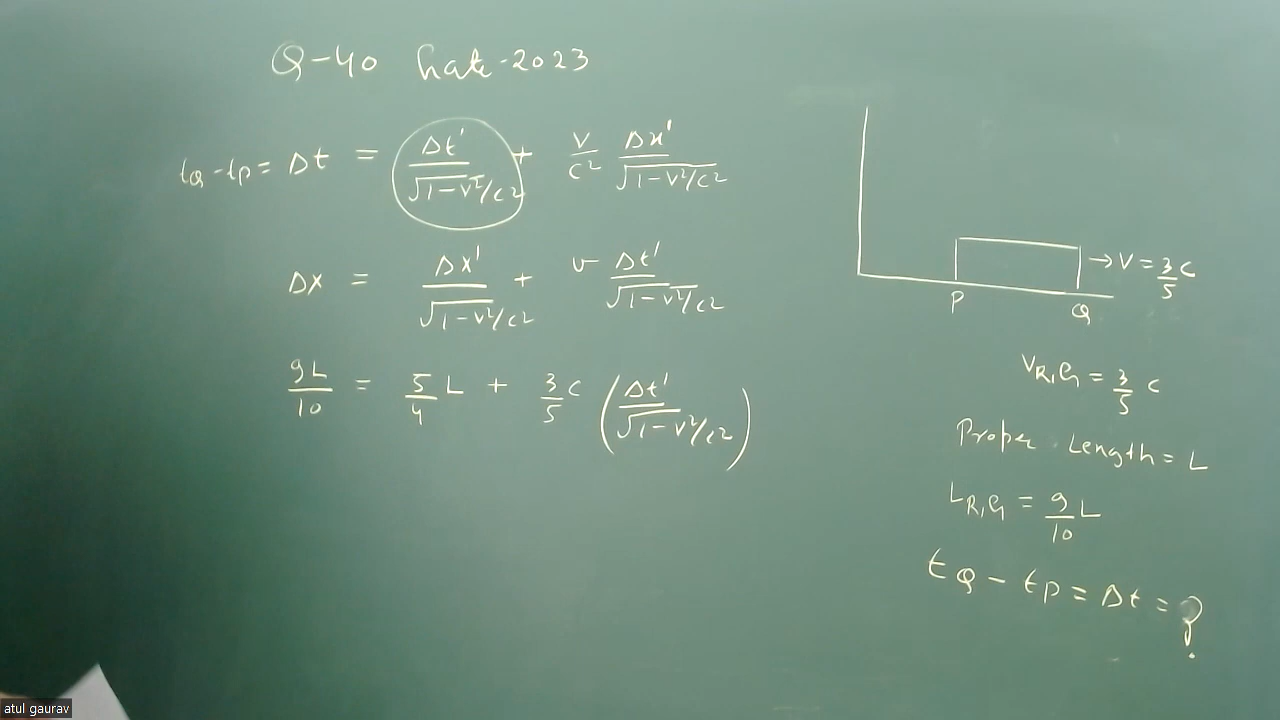 Q-40 Gate-2023
tQ - tP = Δt = Δt'/√1-v²/c² + v/c² Δx'/√1-v²/c²
Δx = Δx'/√1-v²/c² + v Δt'/√1-v²/c²
9L/10 = 5/4 L + 3/5 c (Δt'/√1-v²/c²)
→ V = 3/5 c
P Q
VR,G = 3/5 c
Proper Length = L
LR,G = 9/10 L
tQ - tP = Δt = ?
atul gaurav